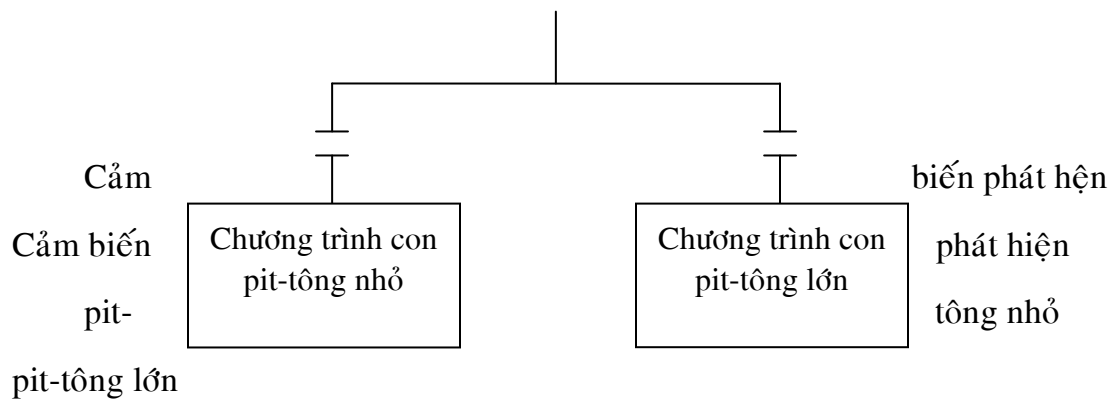 Cảm biến phát hện
Cảm biến phát hiện
pit- tông nhỏ
pit-tông lớn
Chương trình con
pit-tông nhỏ
Chương trình con
pit-tông lớn